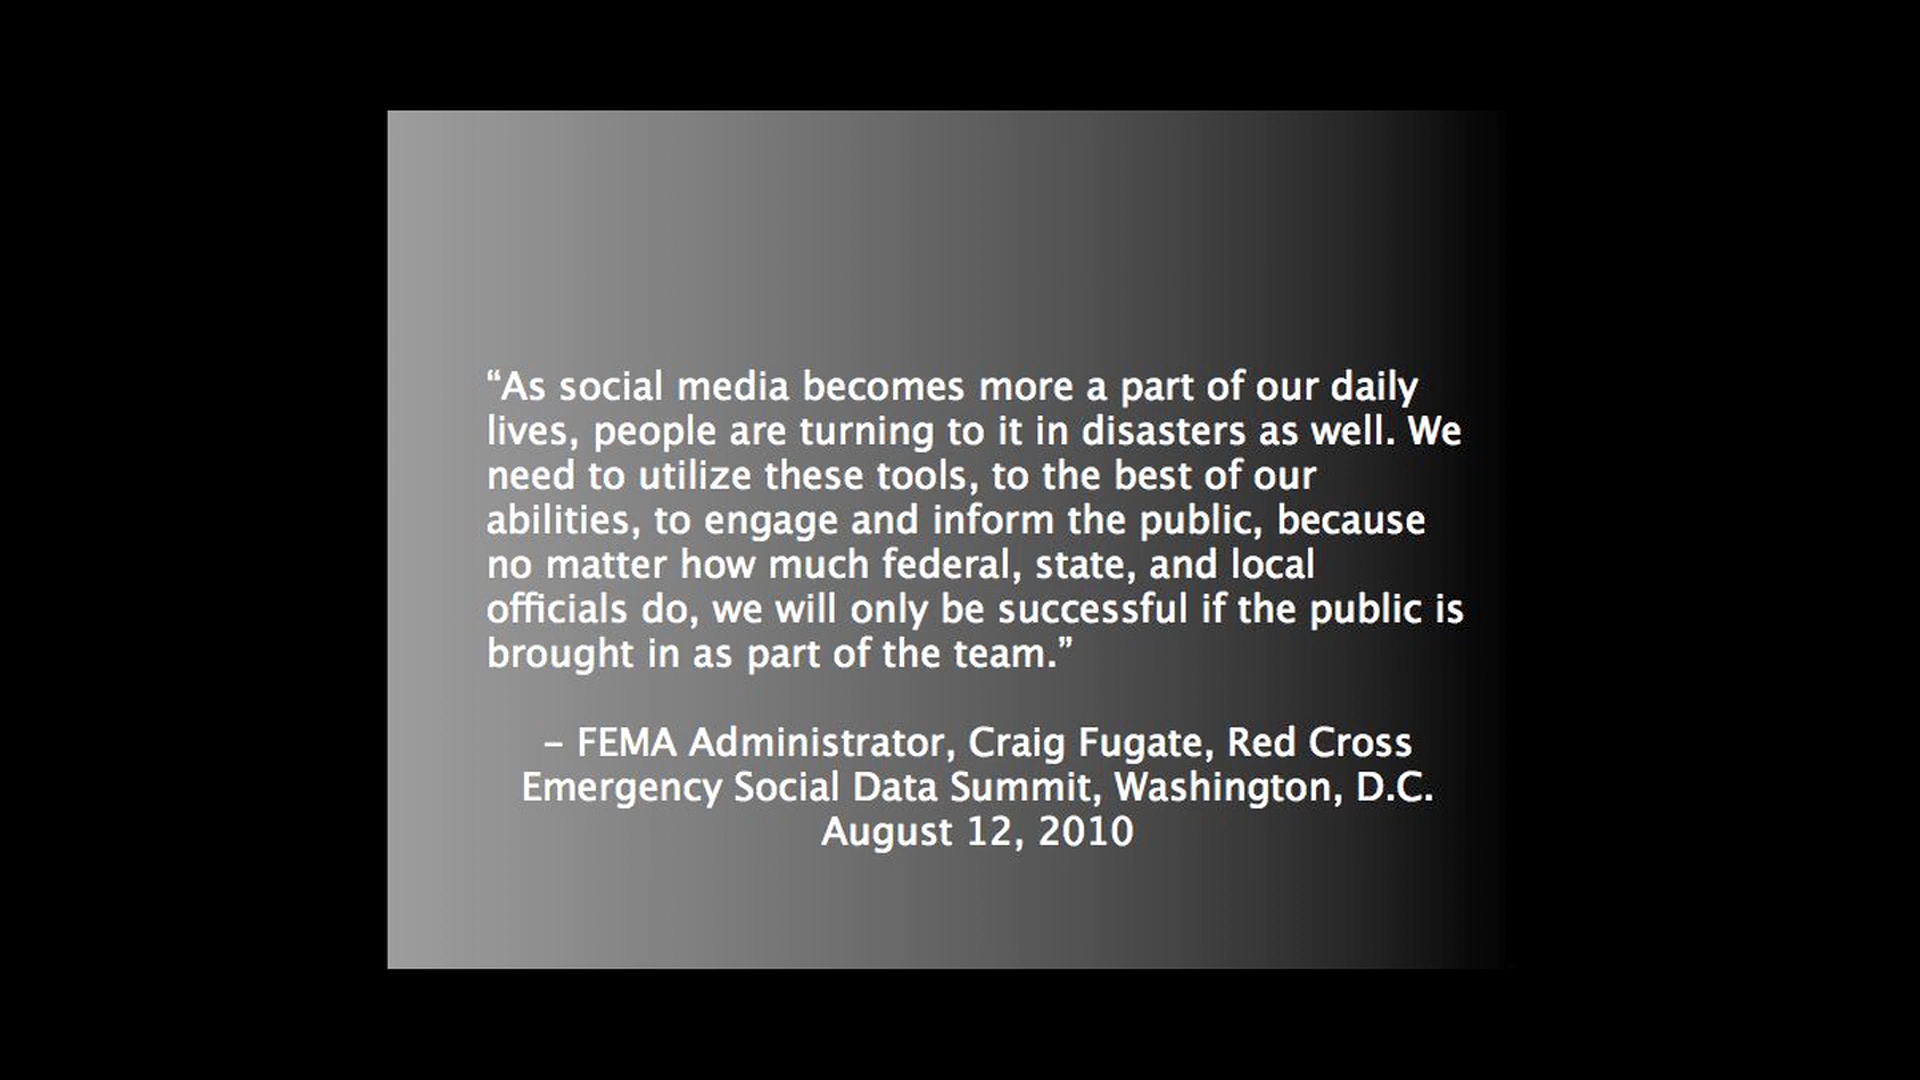 “As social media becomes more a part of our daily
lives, people are turning to it in disasters as well. We
need to utilize these tools, to the best of our
abilities, to engage and inform the public, because
no matter how much federal, state, and local
officials do, we will only be successful if the public is
brought in as part of the team.”
– FEMA Administrator, Craig Fugate, Red Cross
Emergency Social Data Summit, Washington, D.C.
August 12, 2010